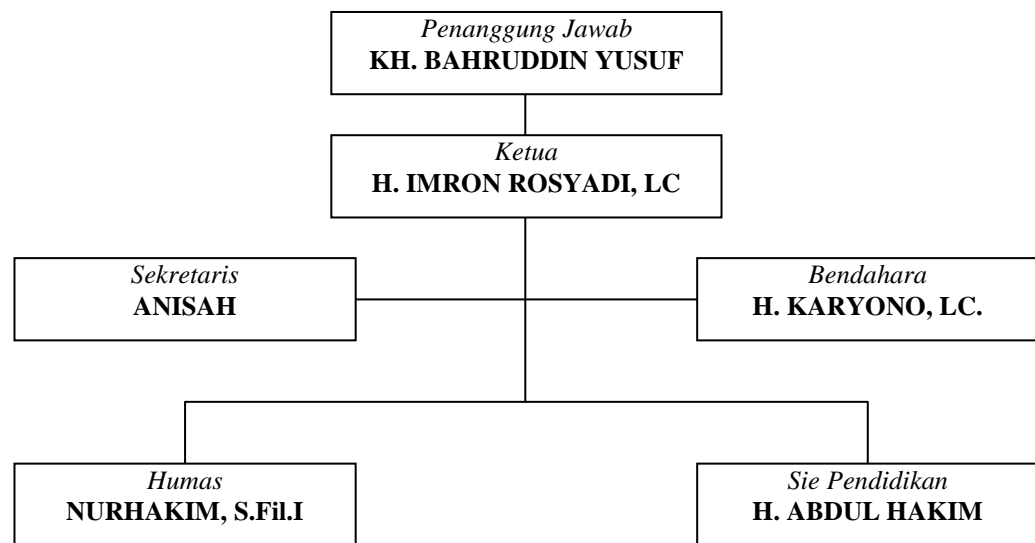 Penanggung Jawab
KH. BAHRUDDIN YUSUF
Ketua
H. IMRON ROSYADI, LC
Sekretaris
ANISAH
Bendahara
H. KARYONO, LC.
Humas
NURHAKIM, S.Fil.I
Sie Pendidikan
H. ABDUL HAKIM